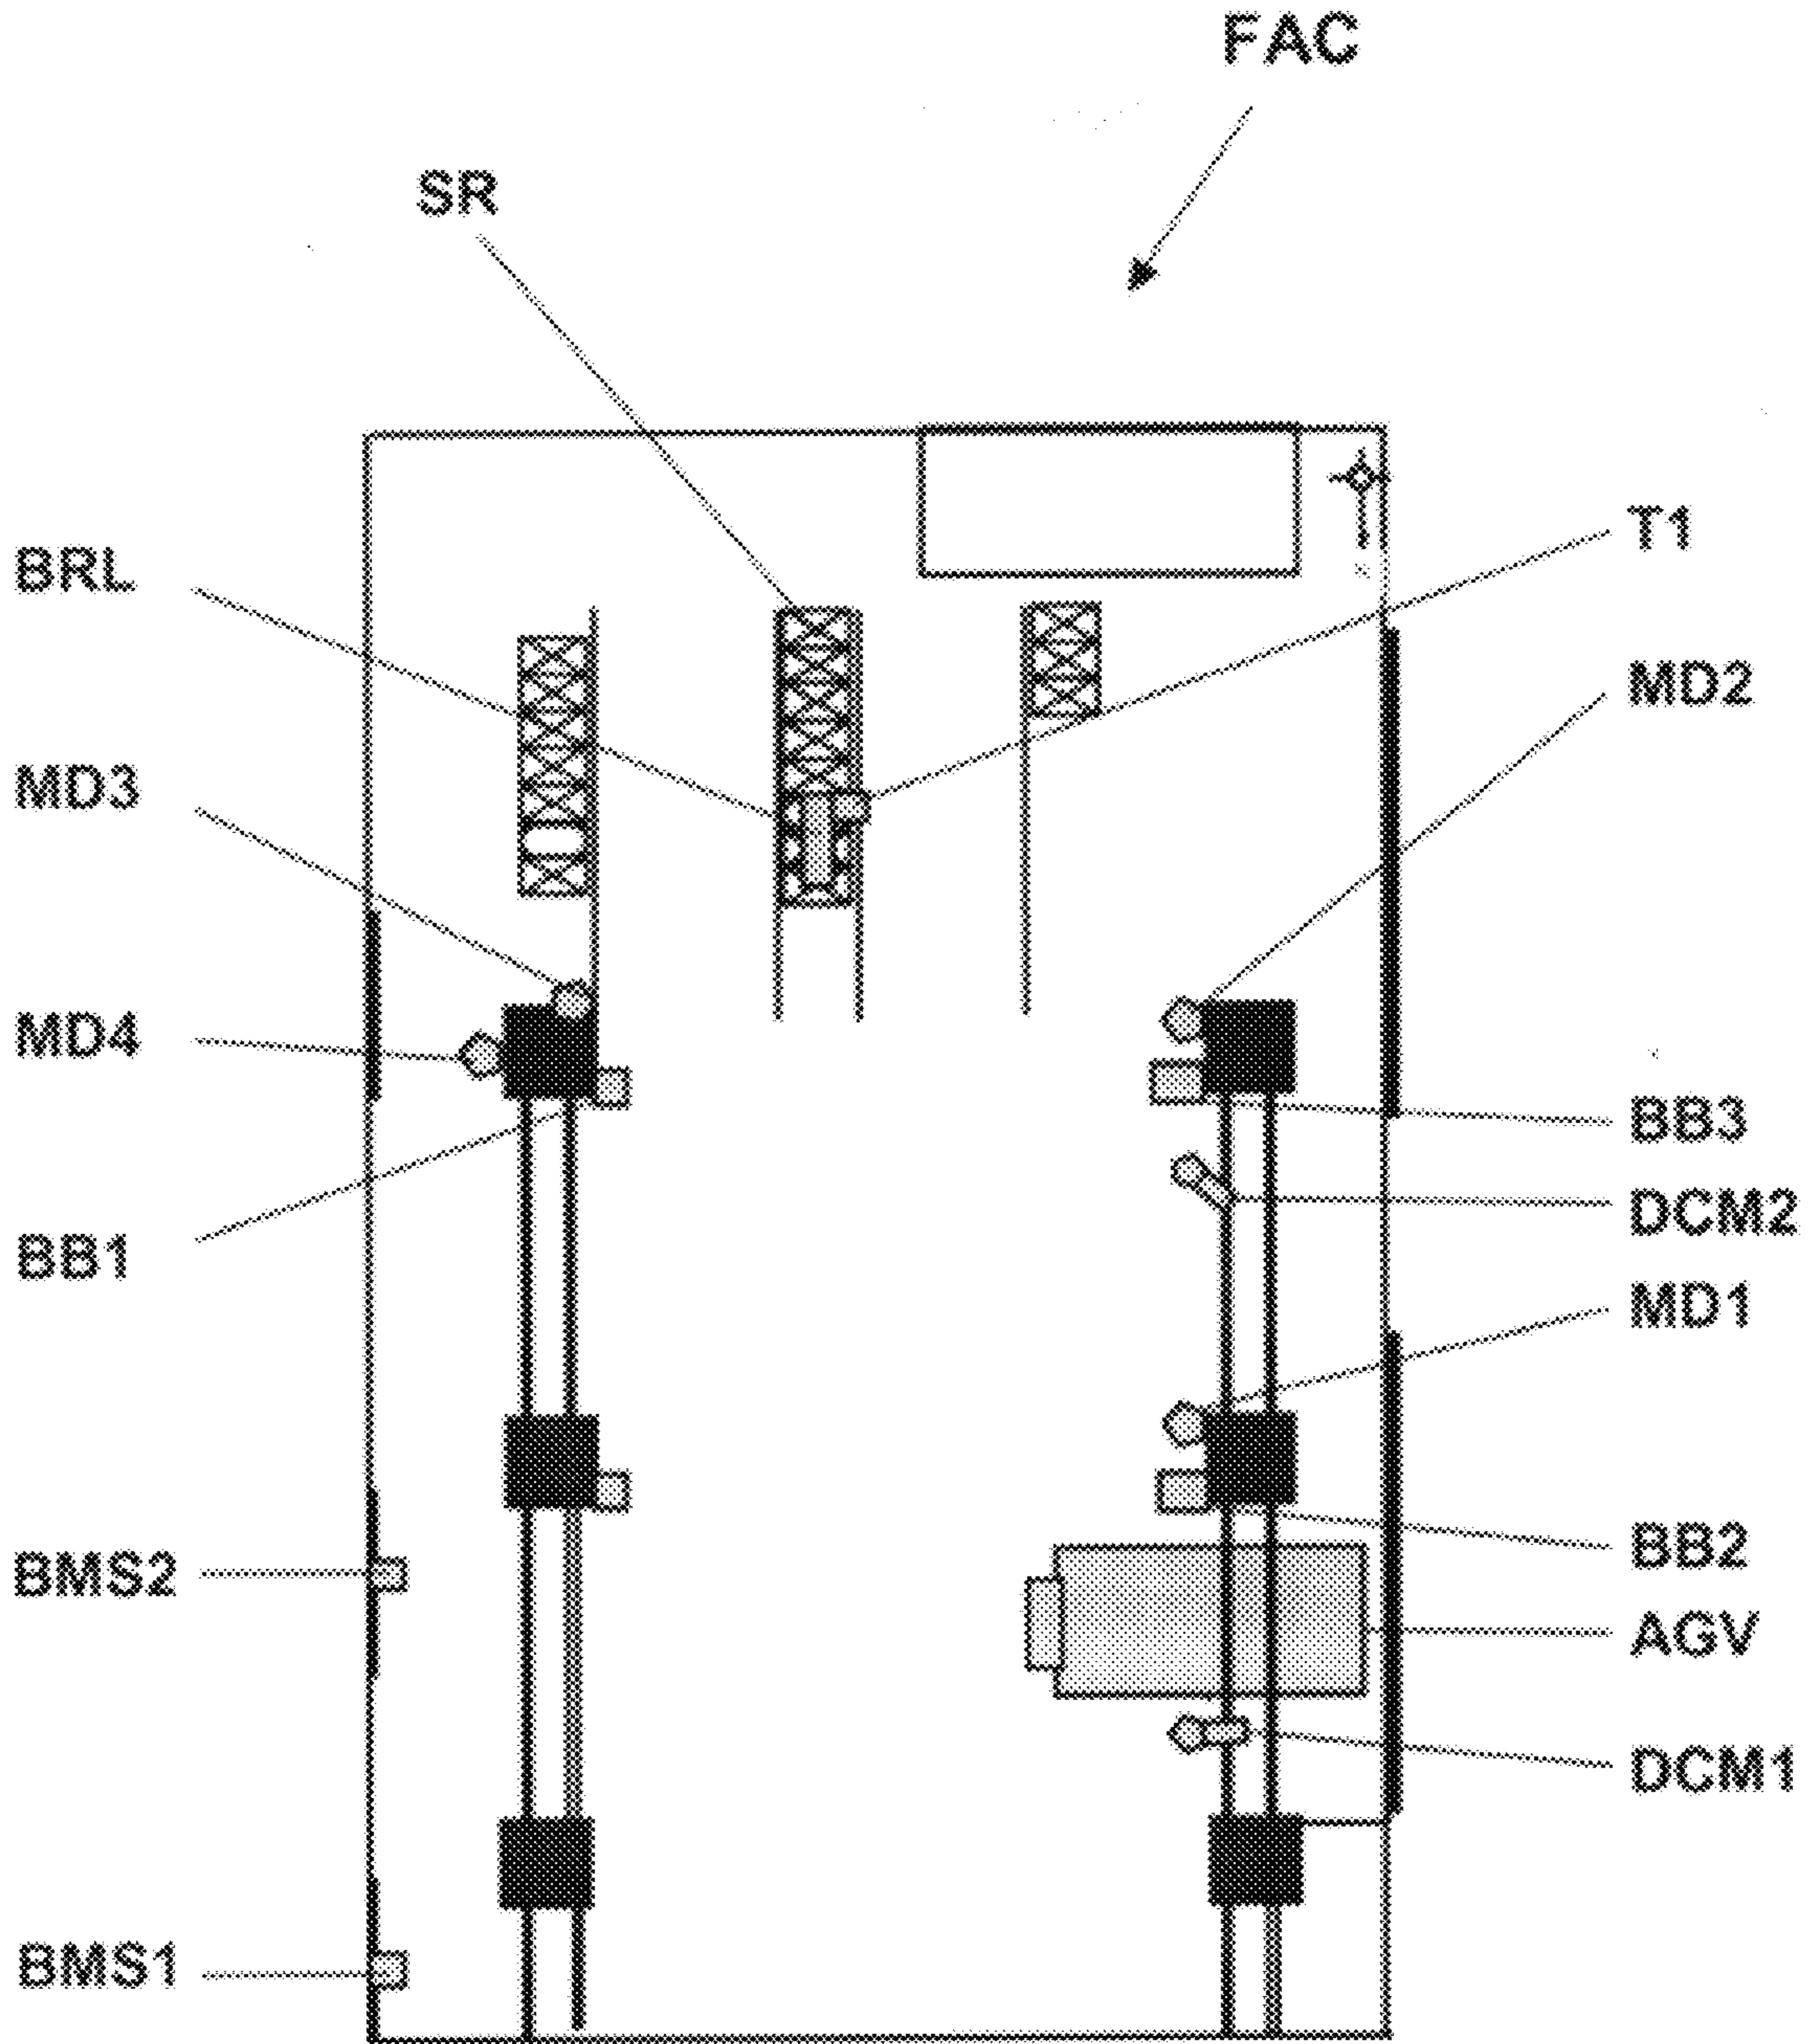 FAC
SR
BRL
T1
MD2
MD3
MD4
BB3
DCM2
BB1
MD1
BB2
BMS2
AGV
DCM1
BMS1